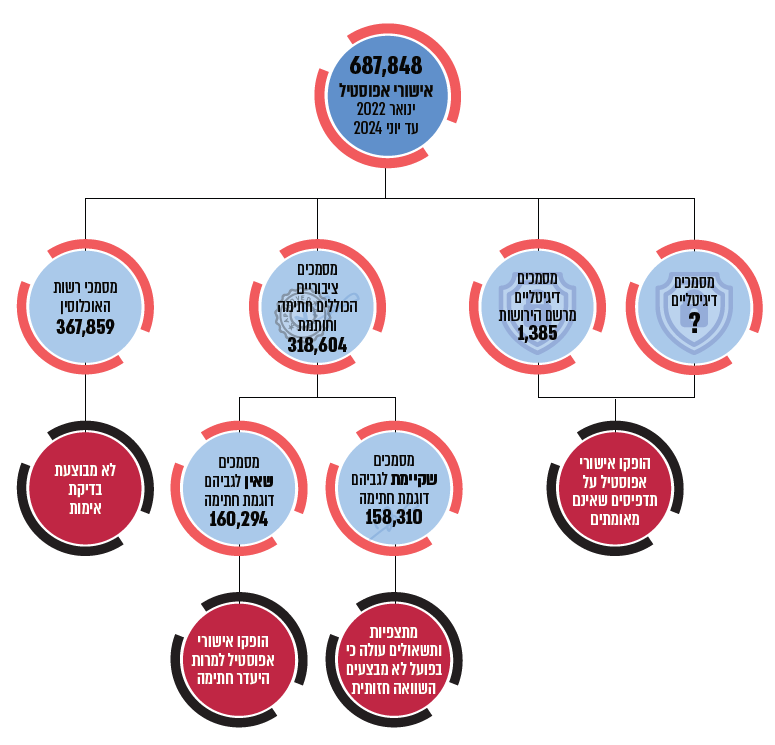 687,848
אישורי אפוסטיל
ינואר 2022
עד יוני 2024
מסמכים
דיגיטליים
?
מסמכים
דיגיטליים
מרשם הירושות
1,385
מסמכים
ציבוריים
הכוללים חתימה
וחותמת
318,604
מסמכי רשות
האוכלוסין
367,859
הופקו אישורי
אפוסטיל על
תדפיסים שאינם
מאומתים
מסמכים
שקיימת לגביהם
דוגמת חתימה
158,310
מסמכים
שאין לגביהם
דוגמת חתימה
160,294
לא מבוצעת
בדיקת
אימות
מתצפיות
ותשאולים עולה כי
בפועל לא מבצעים
השוואה חזותית
הופקו אישורי
אפוסטיל למרות
היעדר חתימה